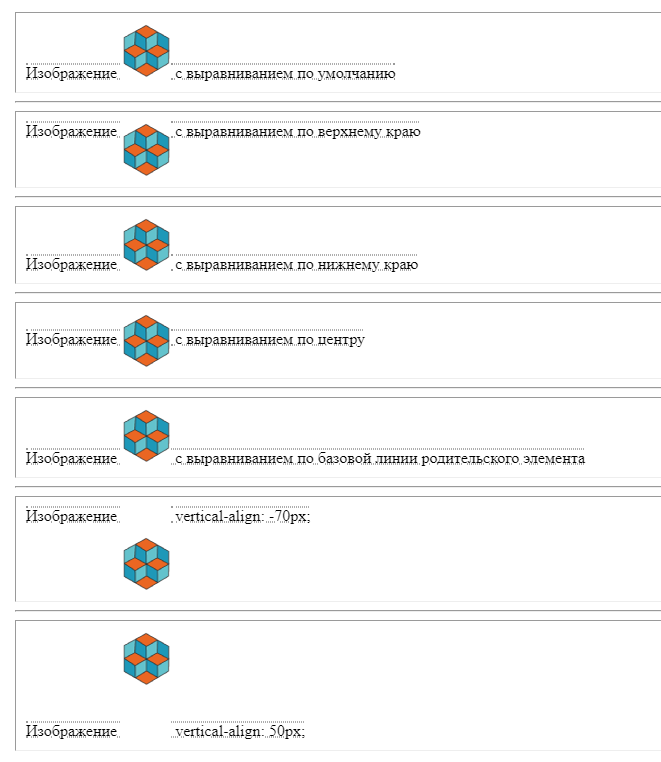 Изображение с выравниванием по умолчанию
Изображение с выравниванием по верхнему краю
Изображение с выравниванием по нижнему краю
Изображение с выравниванием по центру
Изображение с выравниванием по базовой линии родительского элемента
Изображение vertical-align: -70px;
Изображение vertical-align: 50px;